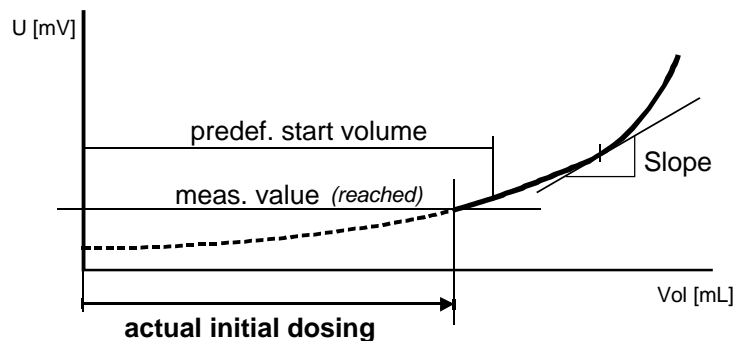 U [mV]
predef. start volume
Slope
meas. value (reached)
Vol [mL]
actual initial dosing